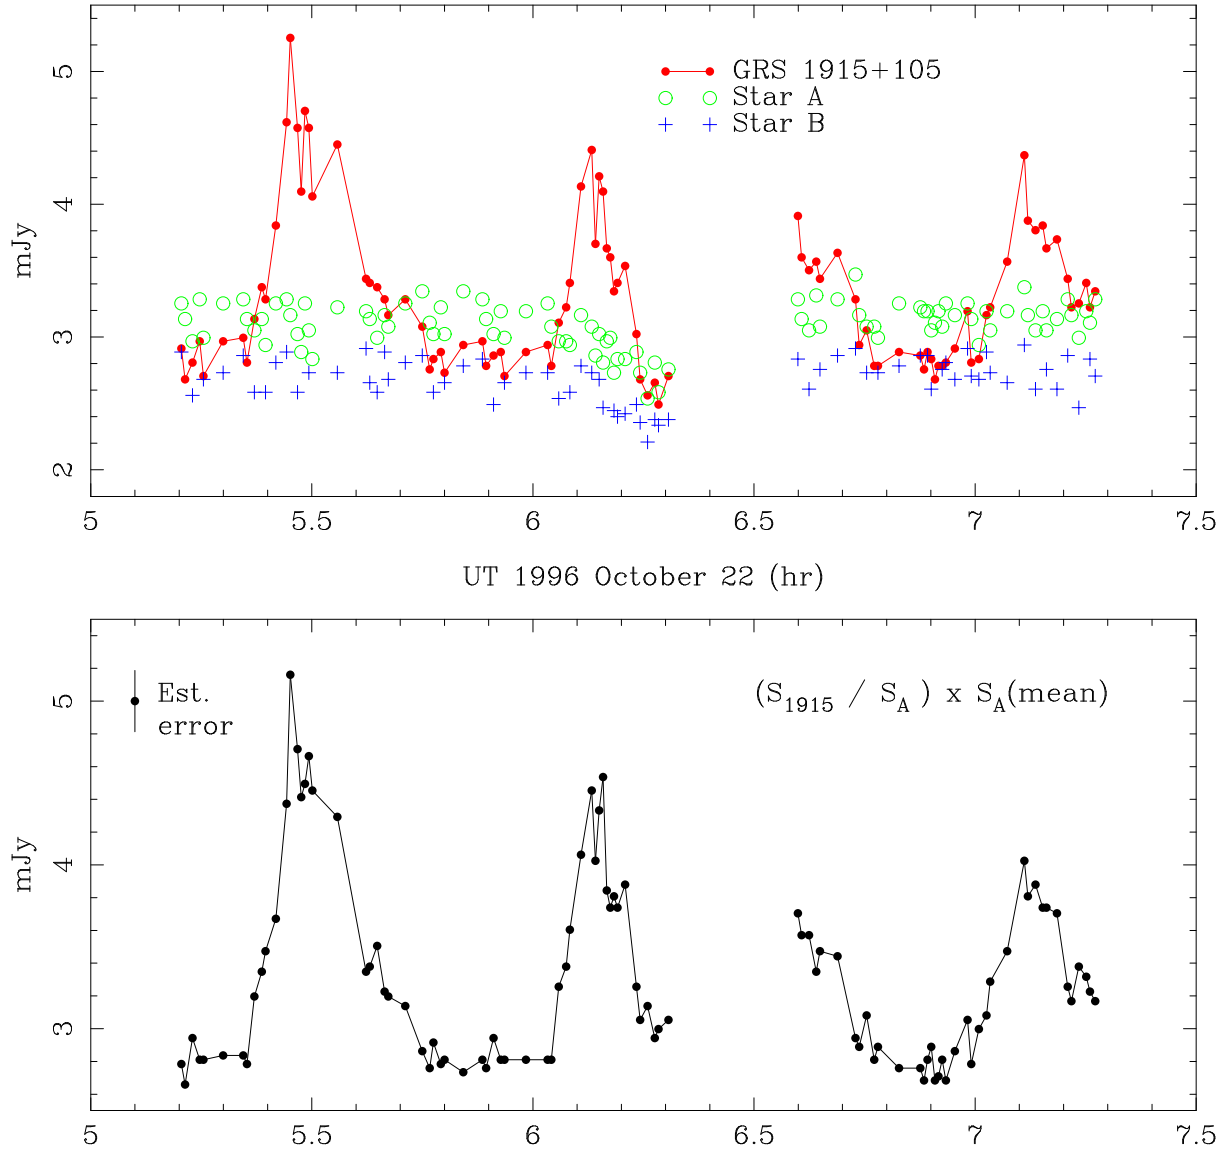 GRS 1915+105
Star A
Star B
mJy
5
4
3
2
5 5.5 6 6.5 7 7.5
UT 1996 October 22 (hr)
Est.
error
(S1915 / SA ) x SA(mean)
mJy
5
4
3
5 5.5 6 6.5 7 7.5